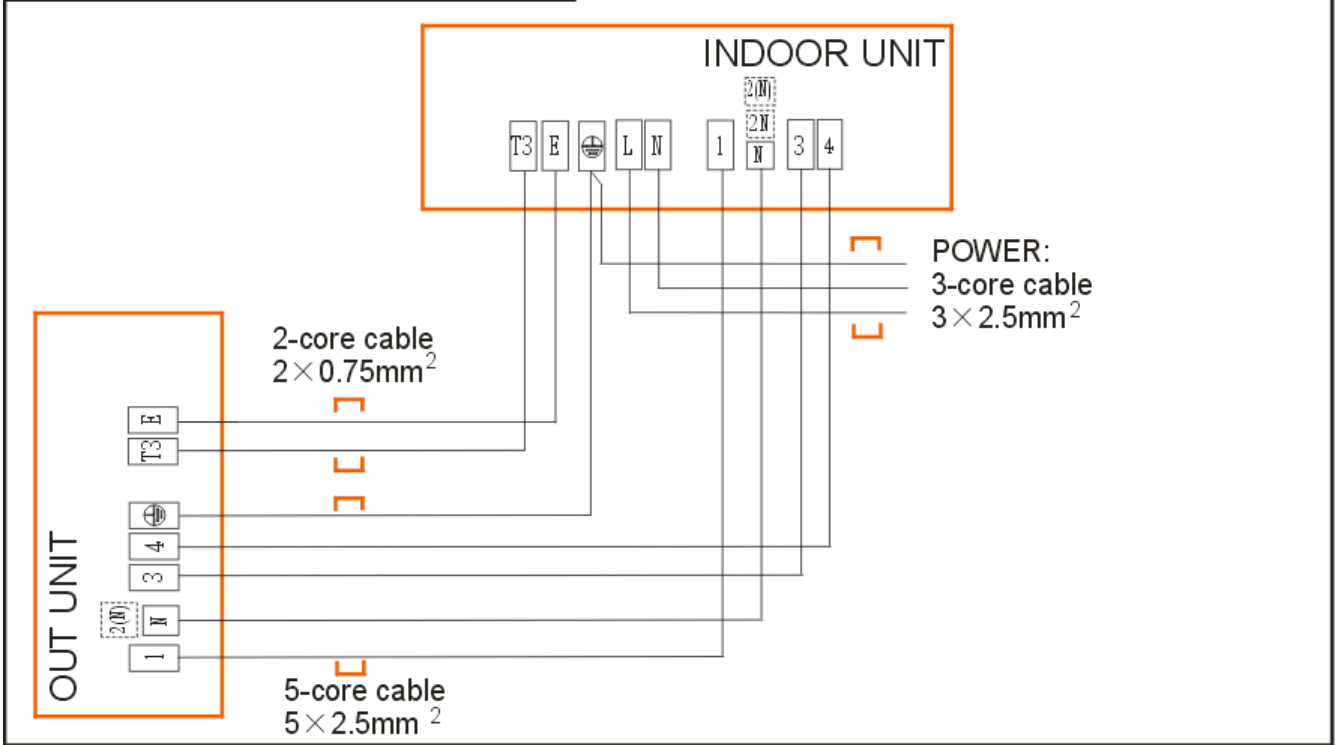 INDOOR UNIT
2(N)
2N
T3 E L N 1 N 3 4
POWER:
3-core cable
3×2.5mm²
2-core cable
2×0.75mm²
E
T3
4
3
2(N) N
1
OUT UNIT
5-core cable
5×2.5mm ²